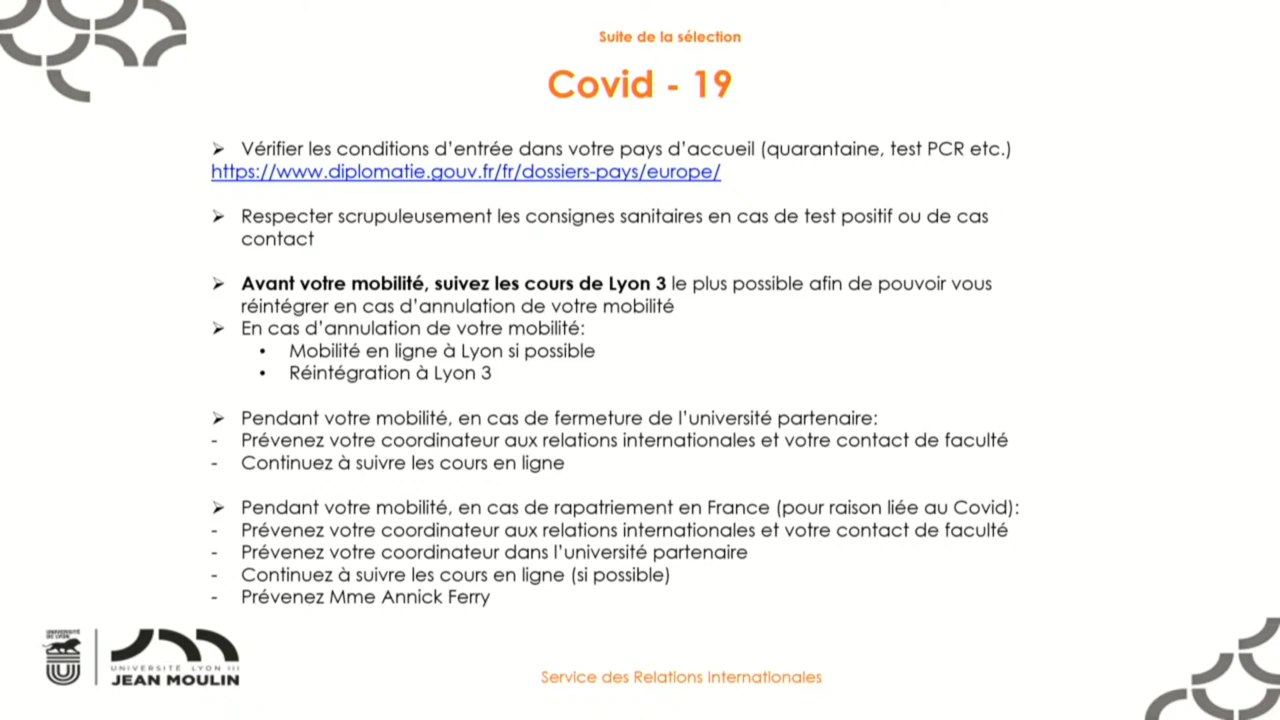 Suite de la sélection
Covid - 19
➢ Vérifier les conditions d'entrée dans votre pays d'accueil (quarantaine, test PCR etc.)
https://www.diplomatie.gouv.fr/fr/dossiers-pays/europe/
➢ Respecter scrupuleusement les consignes sanitaires en cas de test positif ou de cas
contact
➢ Avant votre mobilité, suivez les cours de Lyon 3 le plus possible afin de pouvoir vous
réintégrer en cas d'annulation de votre mobilité
➢ En cas d'annulation de votre mobilité:
• Mobilité en ligne à Lyon si possible
• Réintégration à Lyon 3
➢ Pendant votre mobilité, en cas de fermeture de l'université partenaire:
- Prévenez votre coordinateur aux relations internationales et votre contact de faculté
- Continuez à suivre les cours en ligne
➢ Pendant votre mobilité, en cas de rapatriement en France (pour raison liée au Covid):
- Prévenez votre coordinateur aux relations internationales et votre contact de faculté
- Prévenez votre coordinateur dans l'université partenaire
- Continuez à suivre les cours en ligne (si possible)
- Prévenez Mme Annick Ferry
UNIVERSITÉ
DE LYON
UNIVERSITÉ LYON III
JEAN MOULIN
Service des Relations Internationales